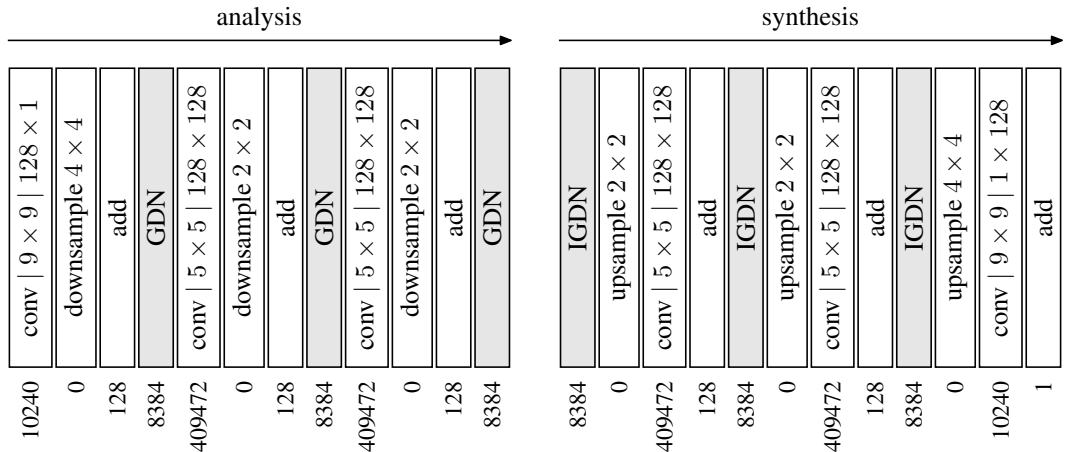 analysis
synthesis
conv | 9 × 9 | 128 × 1
downsample 4 × 4
add
GDN
conv | 5 × 5 | 128 × 128
downsample 2 × 2
add
GDN
conv | 5 × 5 | 128 × 128
downsample 2 × 2
add
GDN
IGDN
upsample 2 × 2
conv | 5 × 5 | 128 × 128
add
IGDN
upsample 2 × 2
conv | 5 × 5 | 128 × 128
add
IGDN
upsample 4 × 4
conv | 9 × 9 | 1 × 128
add
10240
0
128
8384
409472
0
128
8384
409472
0
128
8384
8384
0
409472
128
8384
0
409472
128
8384
0
10240
1